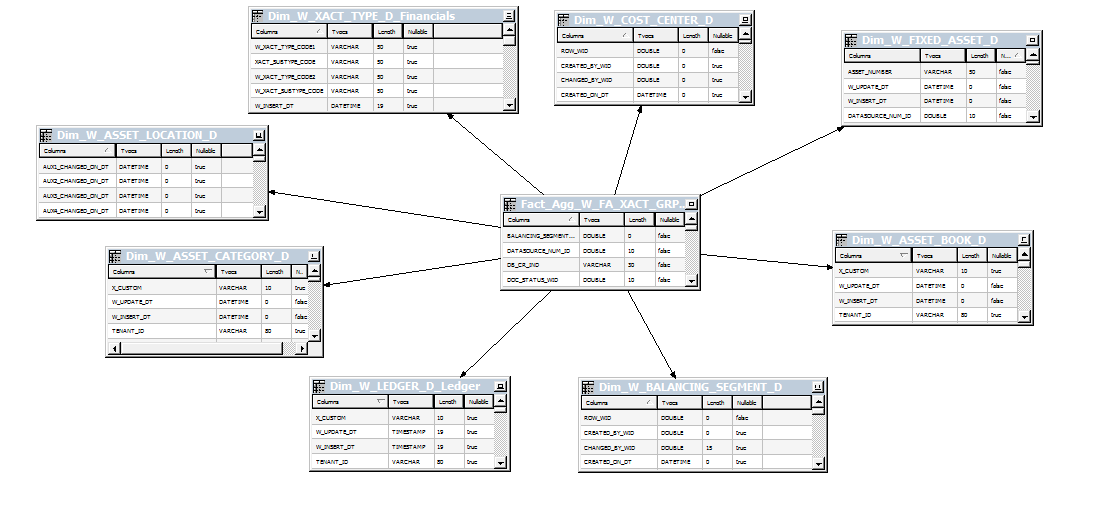 Dim_W_XACT_TYPE_D_Financials
Columns Types Length Nullable
W_XACT_TYPE_CODE1 VARCHAR 50 true
XACT_SUBTYPE_CODE VARCHAR 50 true
W_XACT_TYPE_CODE2 VARCHAR 50 true
W_XACT_SUBTYPE_CODE VARCHAR 50 true
W_INSERT_DT DATETIME 19 true
Dim_W_COST_CENTER_D
Columns Types Length Nullable
ROW_WID DOUBLE 0 false
CREATED_BY_WID DOUBLE 0 true
CHANGED_BY_WID DOUBLE 0 true
CREATED_ON_DT DATETIME 0 true
Dim_W_FIXED_ASSET_D
Columns Types Length N...
ASSET_NUMBER VARCHAR 50 false
W_UPDATE_DT DATETIME 0 false
W_INSERT_DT DATETIME 0 false
DATASOURCE_NUM_ID DOUBLE 10 false
Dim_W_ASSET_LOCATION_D
Columns Types Length Nullable
AUX1_CHANGED_ON_DT DATETIME 0 true
AUX2_CHANGED_ON_DT DATETIME 0 true
AUX3_CHANGED_ON_DT DATETIME 0 true
AUX4_CHANGED_ON_DT DATETIME 0 true
Fact_Agg_W_FA_XACT_GRP...
Columns Types Length Nullable
BALANCING_SEGMENT... DOUBLE 0 false
DATASOURCE_NUM_ID DOUBLE 10 false
DB_CR_IND VARCHAR 30 false
DOC_STATUS_WID DOUBLE 10 false
Dim_W_ASSET_CATEGORY_D
Columns Types Length N..
X_CUSTOM VARCHAR 10 true
W_UPDATE_DT DATETIME 0 false
W_INSERT_DT DATETIME 0 false
TENANT_ID VARCHAR 80 true
Dim_W_ASSET_BOOK_D
Columns Types Length Nullable
X_CUSTOM VARCHAR 10 true
W_UPDATE_DT DATETIME 0 false
W_INSERT_DT DATETIME 0 false
TENANT_ID VARCHAR 80 true
Dim_W_LEDGER_D_Ledger
Columns Types Length Nullable
X_CUSTOM VARCHAR 10 true
W_UPDATE_DT TIMESTAMP 19 true
W_INSERT_DT TIMESTAMP 19 true
TENANT_ID VARCHAR 80 true
Dim_W_BALANCING_SEGMENT_D
Columns Types Length Nullable
ROW_WID DOUBLE 0 false
CREATED_BY_WID DOUBLE 0 true
CHANGED_BY_WID DOUBLE 15 true
CREATED_ON_DT DATETIME 0 true